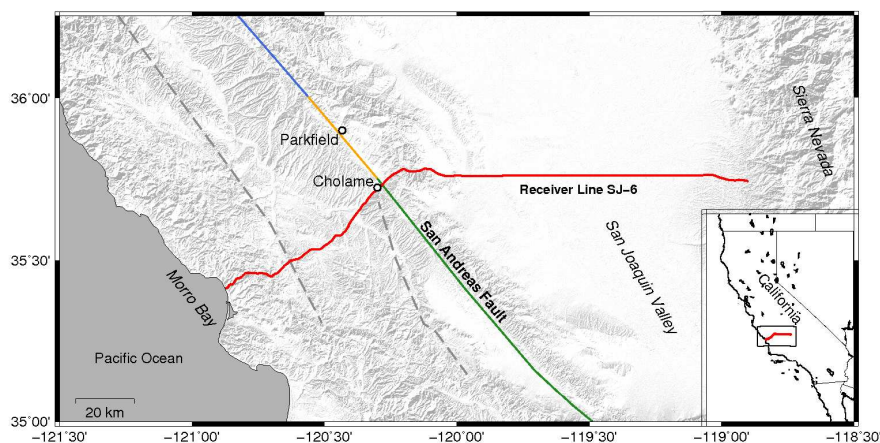 36°00'
35°30'
35°00'
−121°30'
−121°00'
−120°30'
−120°00'
−119°30'
−119°00'
−118°30'
Parkfield
Cholame
Receiver Line SJ−6
San Andreas Fault
San Joaquin Valley
Sierra Nevada
Morro Bay
Pacific Ocean
20 km
California